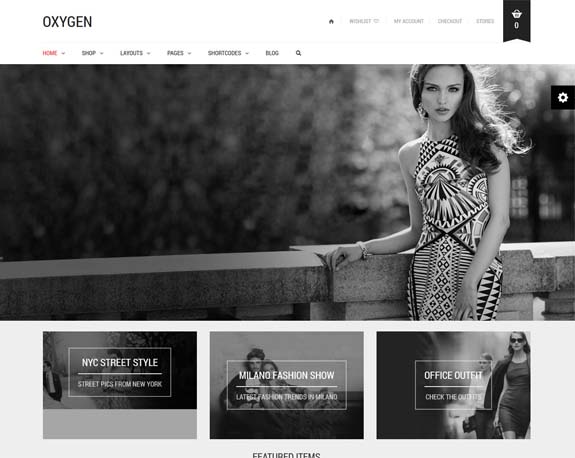 OXYGEN
WISHLIST
MY ACCOUNT
CHECKOUT
STORES
0
HOME
SHOP
LAYOUTS
PAGES
SHORTCODES
BLOG
NYC STREET STYLE
STREET PICS FROM NEW YORK
MILANO FASHION SHOW
LATEST FASHION TRENDS IN MILANO
OFFICE OUTFIT
CHECK THE OUTFITS
FEATURED ITEMS